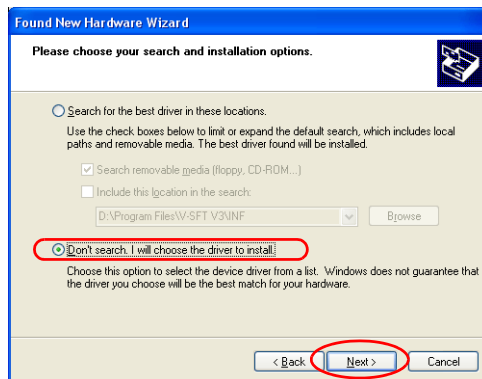 Found New Hardware Wizard
Please choose your search and installation options.
Search for the best driver in these locations.
Use the check boxes below to limit or expand the default search, which includes local
paths and removable media. The best driver found will be installed.
Search removable media (floppy, CD-ROM...)
Include this location in the search:
D:\Program Files\V-SFT V3\INF
Browse
Don't search. I will choose the driver to install.
Choose this option to select the device driver from a list. Windows does not guarantee that
the driver you choose will be the best match for your hardware.
< Back
Next >
Cancel